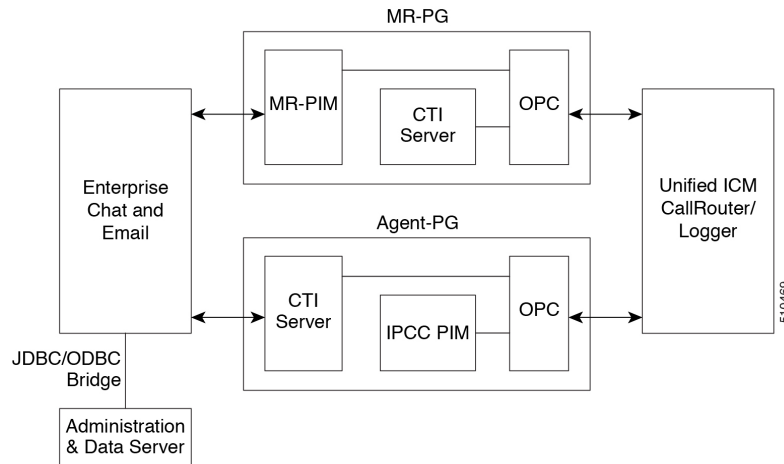 MR-PG
MR-PIM
CTI
Server
OPC
Enterprise
Chat and
Email
Unified ICM
CallRouter/
Logger
Agent-PG
CTI
Server
IPCC PIM
OPC
510469
JDBC/ODBC
Bridge
Administration
& Data Server